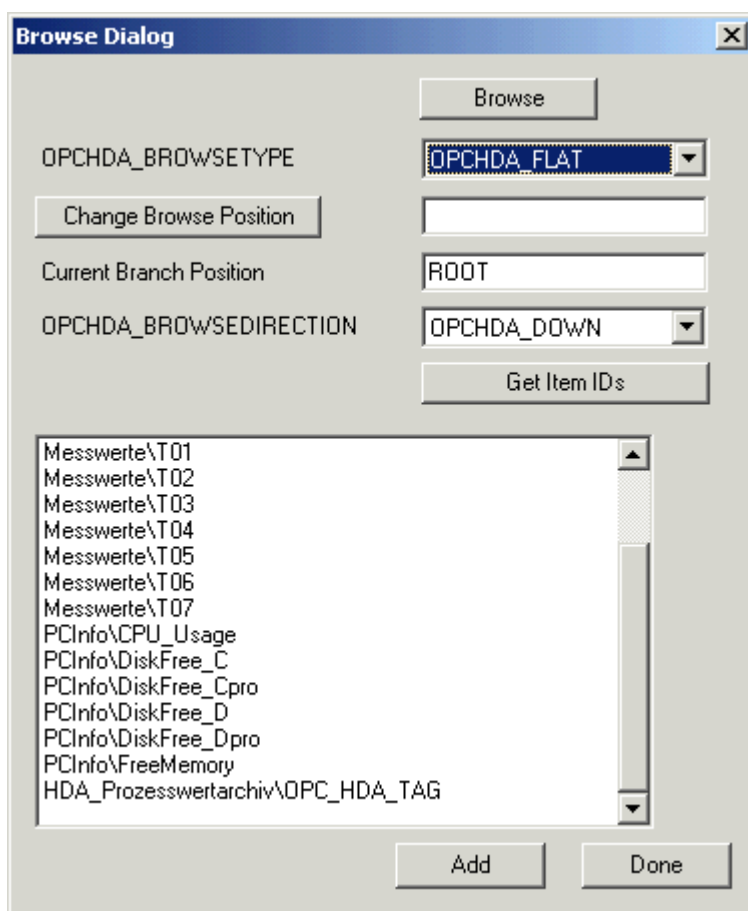 Browse Dialog
Browse
OPCHDA_BROWSETYPE
OPCHDA_FLAT
Change Browse Position
Current Branch Position
ROOT
OPCHDA_BROWSEDIRECTION
OPCHDA_DOWN
Get Item IDs
Messwerte\T01
Messwerte\T02
Messwerte\T03
Messwerte\T04
Messwerte\T05
Messwerte\T06
Messwerte\T07
PCInfo\CPU_Usage
PCInfo\DiskFree_C
PCInfo\DiskFree_Cpro
PCInfo\DiskFree_D
PCInfo\DiskFree_Dpro
PCInfo\FreeMemory
HDA_Prozesswertarchiv\OPC_HDA_TAG
Add
Done